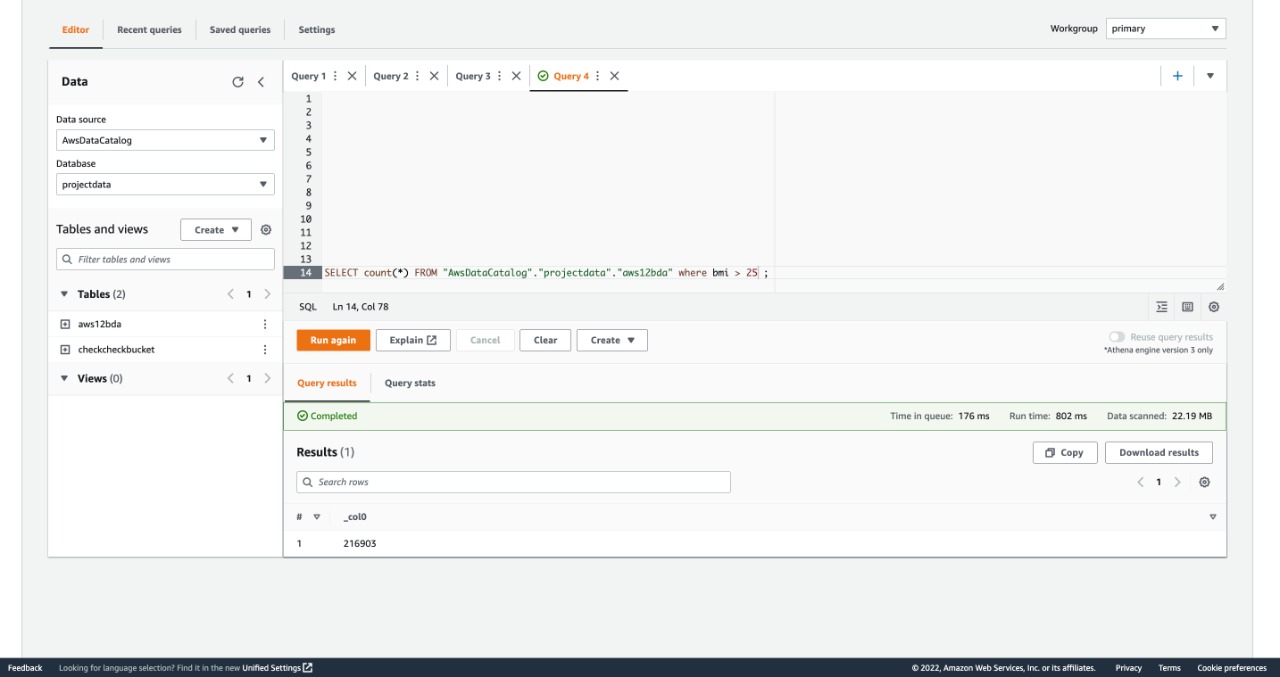 Editor Recent queries Saved queries Settings Workgroup primary
Data
Data source
AwsDataCatalog
Database
projectdata
Tables and views Create
Filter tables and views
Tables (2) 1
aws12bda
checkcheckbucket
Views (0) 1
Query 1 Query 2 Query 3 Query 4
1
2
3
4
5
6
7
8
9
10
11
12
13
14 SELECT count(*) FROM "AwsDataCatalog"."projectdata"."aws12bda" where bmi > 25 ;
SQL Ln 14, Col 78
Run again Explain Cancel Clear Create Reuse query results
*Athena engine version 3 only
Query results Query stats
Completed Time in queue: 176 ms Run time: 802 ms Data scanned: 22.19 MB
Results (1) Copy Download results
Search rows 1
# _col0
1 216903
Feedback Looking for language selection? Find it in the new Unified Settings © 2022, Amazon Web Services, Inc. or its affiliates. Privacy Terms Cookie preferences